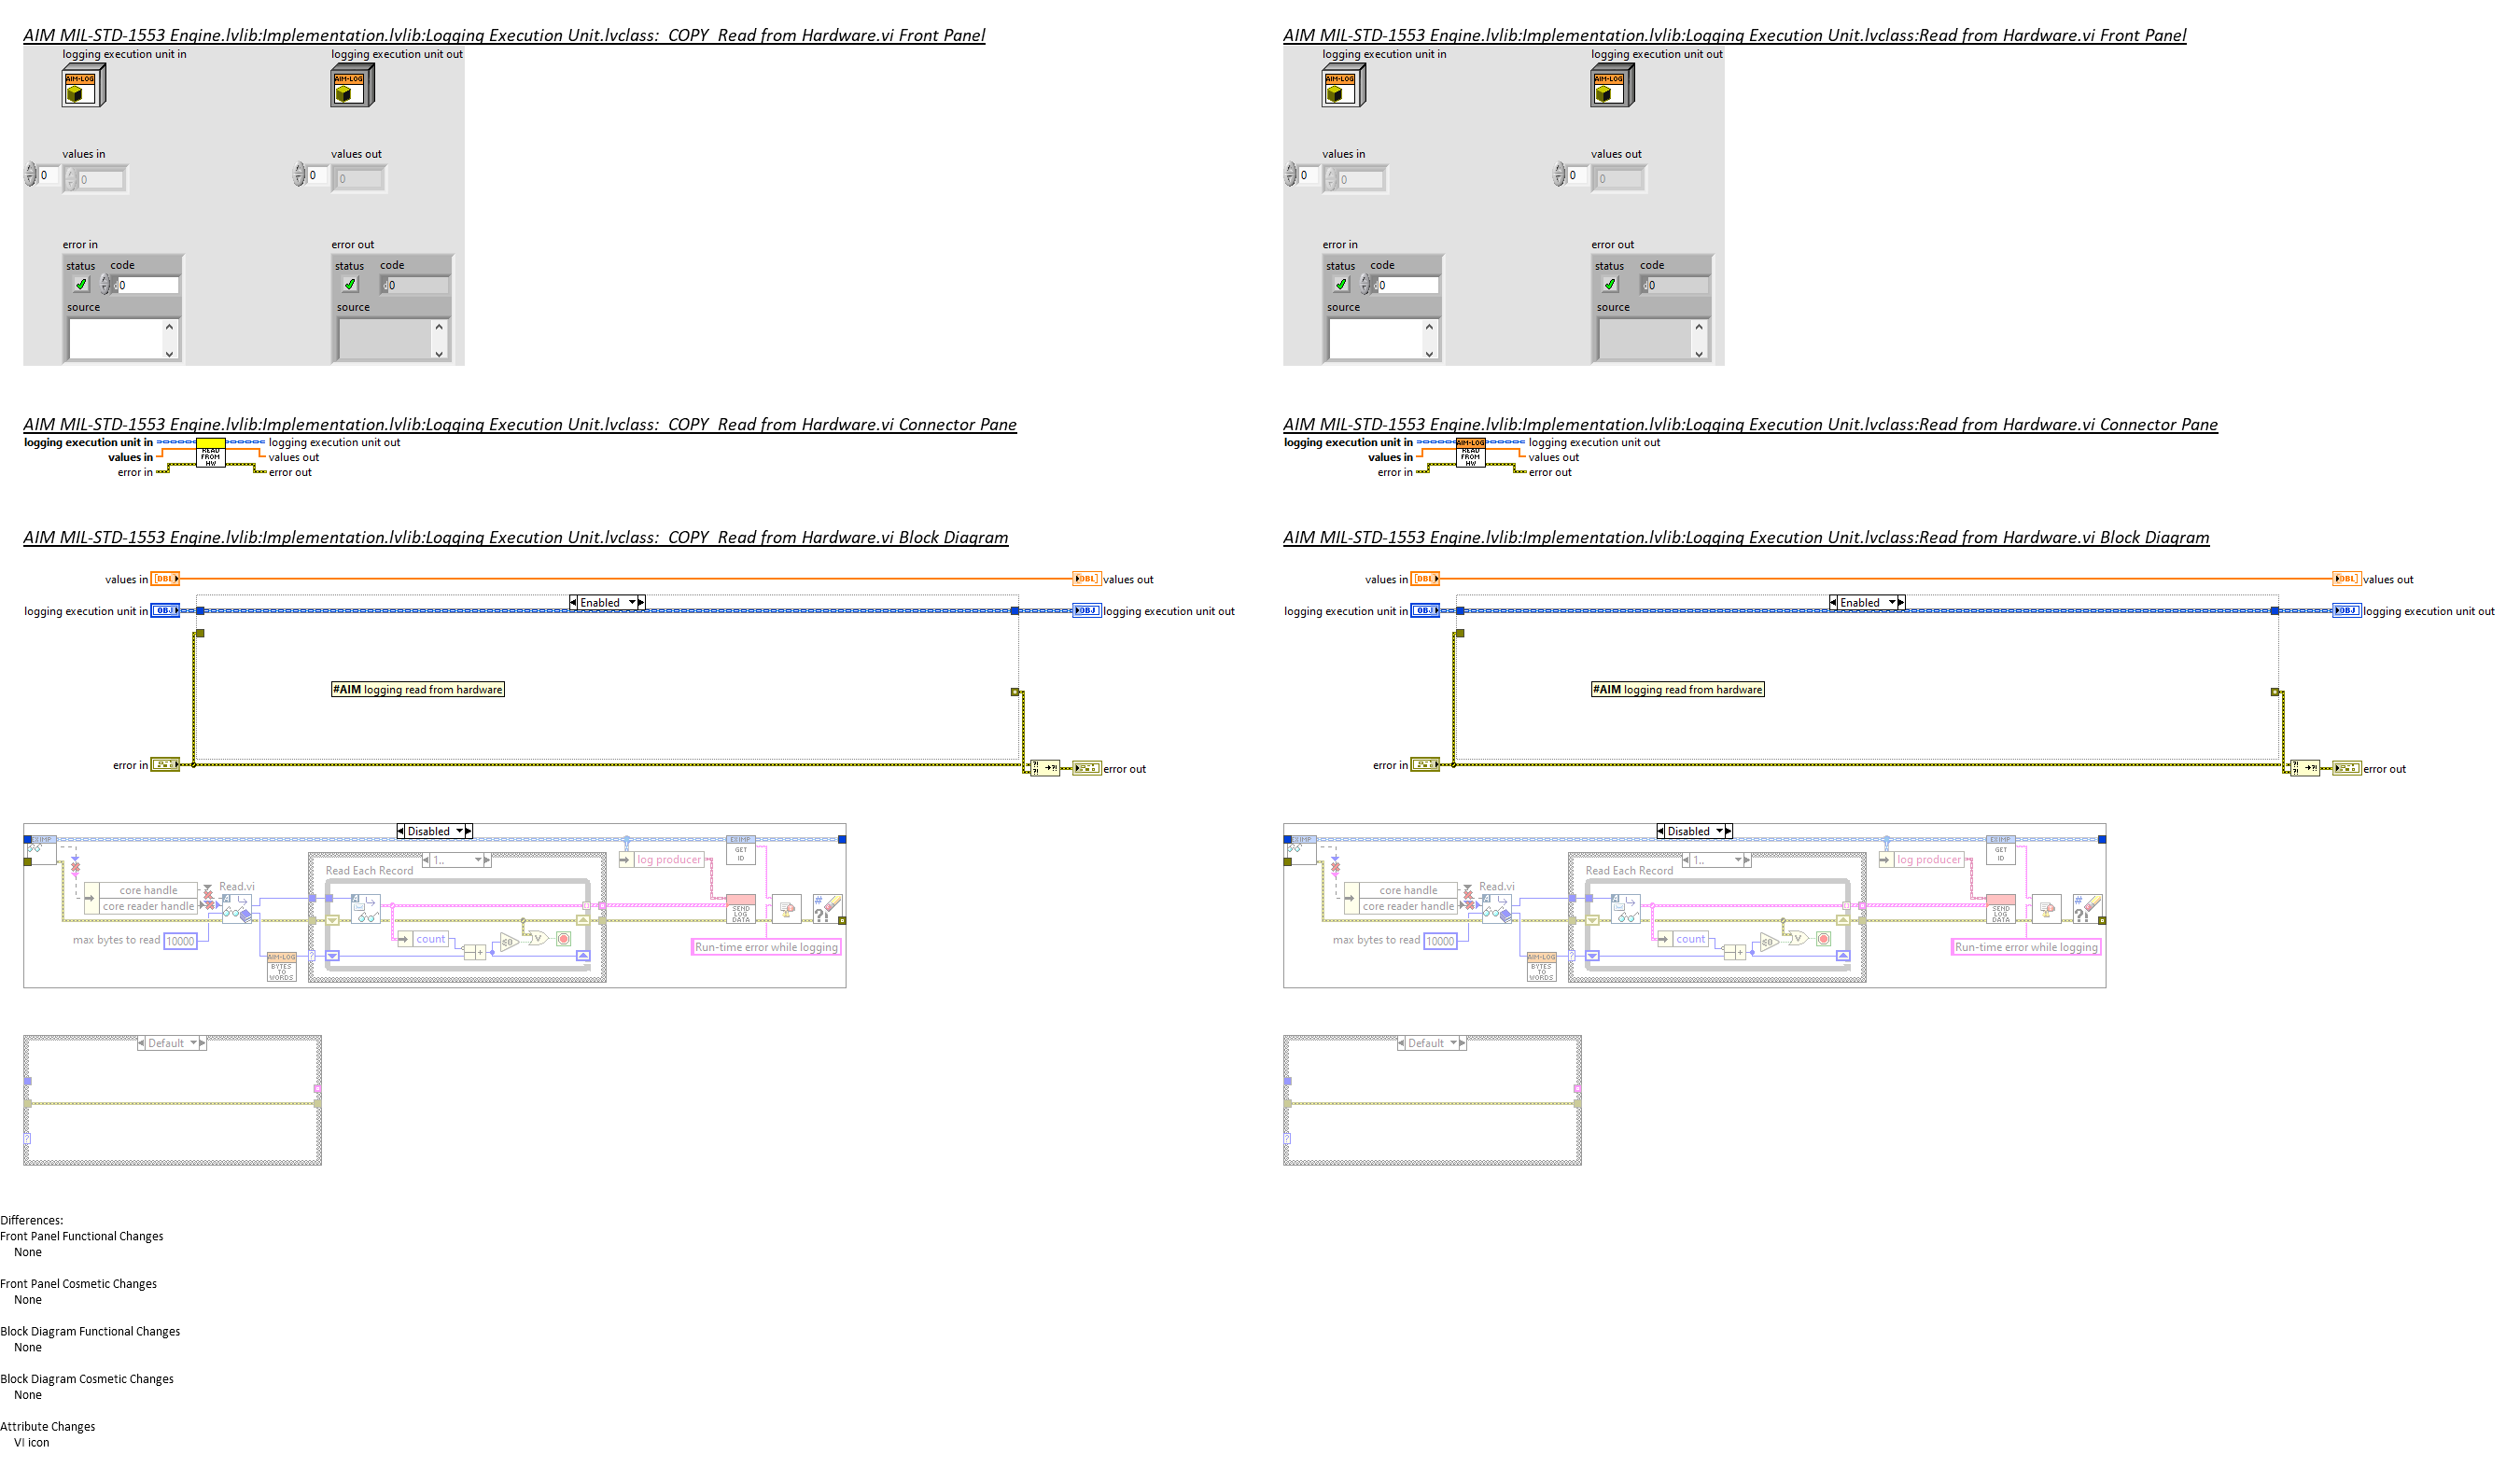 AIM MIL-STD-1553 Engine.lvlib:Implementation.lvlib:Logging Execution Unit.lvclass:  COPY  Read from Hardware.vi Front Panel
logging execution unit in
logging execution unit out
AIM-LOG
AIM-LOG
values in
values out
0
0
0
0
error in
error out
status
code
status
code
0
0
source
source
AIM MIL-STD-1553 Engine.lvlib:Implementation.lvlib:Logging Execution Unit.lvclass:Read from Hardware.vi Front Panel
logging execution unit in
logging execution unit out
AIM-LOG
AIM-LOG
values in
values out
0
0
0
0
error in
error out
status
code
status
code
0
0
source
source
AIM MIL-STD-1553 Engine.lvlib:Implementation.lvlib:Logging Execution Unit.lvclass:  COPY  Read from Hardware.vi Connector Pane
logging execution unit in
logging execution unit out
values in
values out
error in
error out
READ
FROM
HW
AIM MIL-STD-1553 Engine.lvlib:Implementation.lvlib:Logging Execution Unit.lvclass:Read from Hardware.vi Connector Pane
logging execution unit in
logging execution unit out
values in
values out
error in
error out
AIM-LOG
READ
FROM
HW
AIM MIL-STD-1553 Engine.lvlib:Implementation.lvlib:Logging Execution Unit.lvclass:  COPY  Read from Hardware.vi Block Diagram
values in
DBL
DBL
values out
Enabled
logging execution unit in
OBJ
OBJ
logging execution unit out
#AIM logging read from hardware
error in
error out
Disabled
EXIMP
1..
EXIMP
GET
ID
log producer
Read Each Record
core handle
core reader handle
Read.vi
SEND
LOG
DATA
#
?!
max bytes to read
10000
count
Run-time error while logging
AIM-LOG
BYTES
TO
WORDS
Default
AIM MIL-STD-1553 Engine.lvlib:Implementation.lvlib:Logging Execution Unit.lvclass:Read from Hardware.vi Block Diagram
values in
DBL
DBL
values out
Enabled
logging execution unit in
OBJ
OBJ
logging execution unit out
#AIM logging read from hardware
error in
error out
Disabled
EXIMP
1..
EXIMP
GET
ID
log producer
Read Each Record
core handle
core reader handle
Read.vi
SEND
LOG
DATA
#
?!
max bytes to read
10000
count
Run-time error while logging
AIM-LOG
BYTES
TO
WORDS
Default
Differences:
Front Panel Functional Changes
None
Front Panel Cosmetic Changes
None
Block Diagram Functional Changes
None
Block Diagram Cosmetic Changes
None
Attribute Changes
VI icon